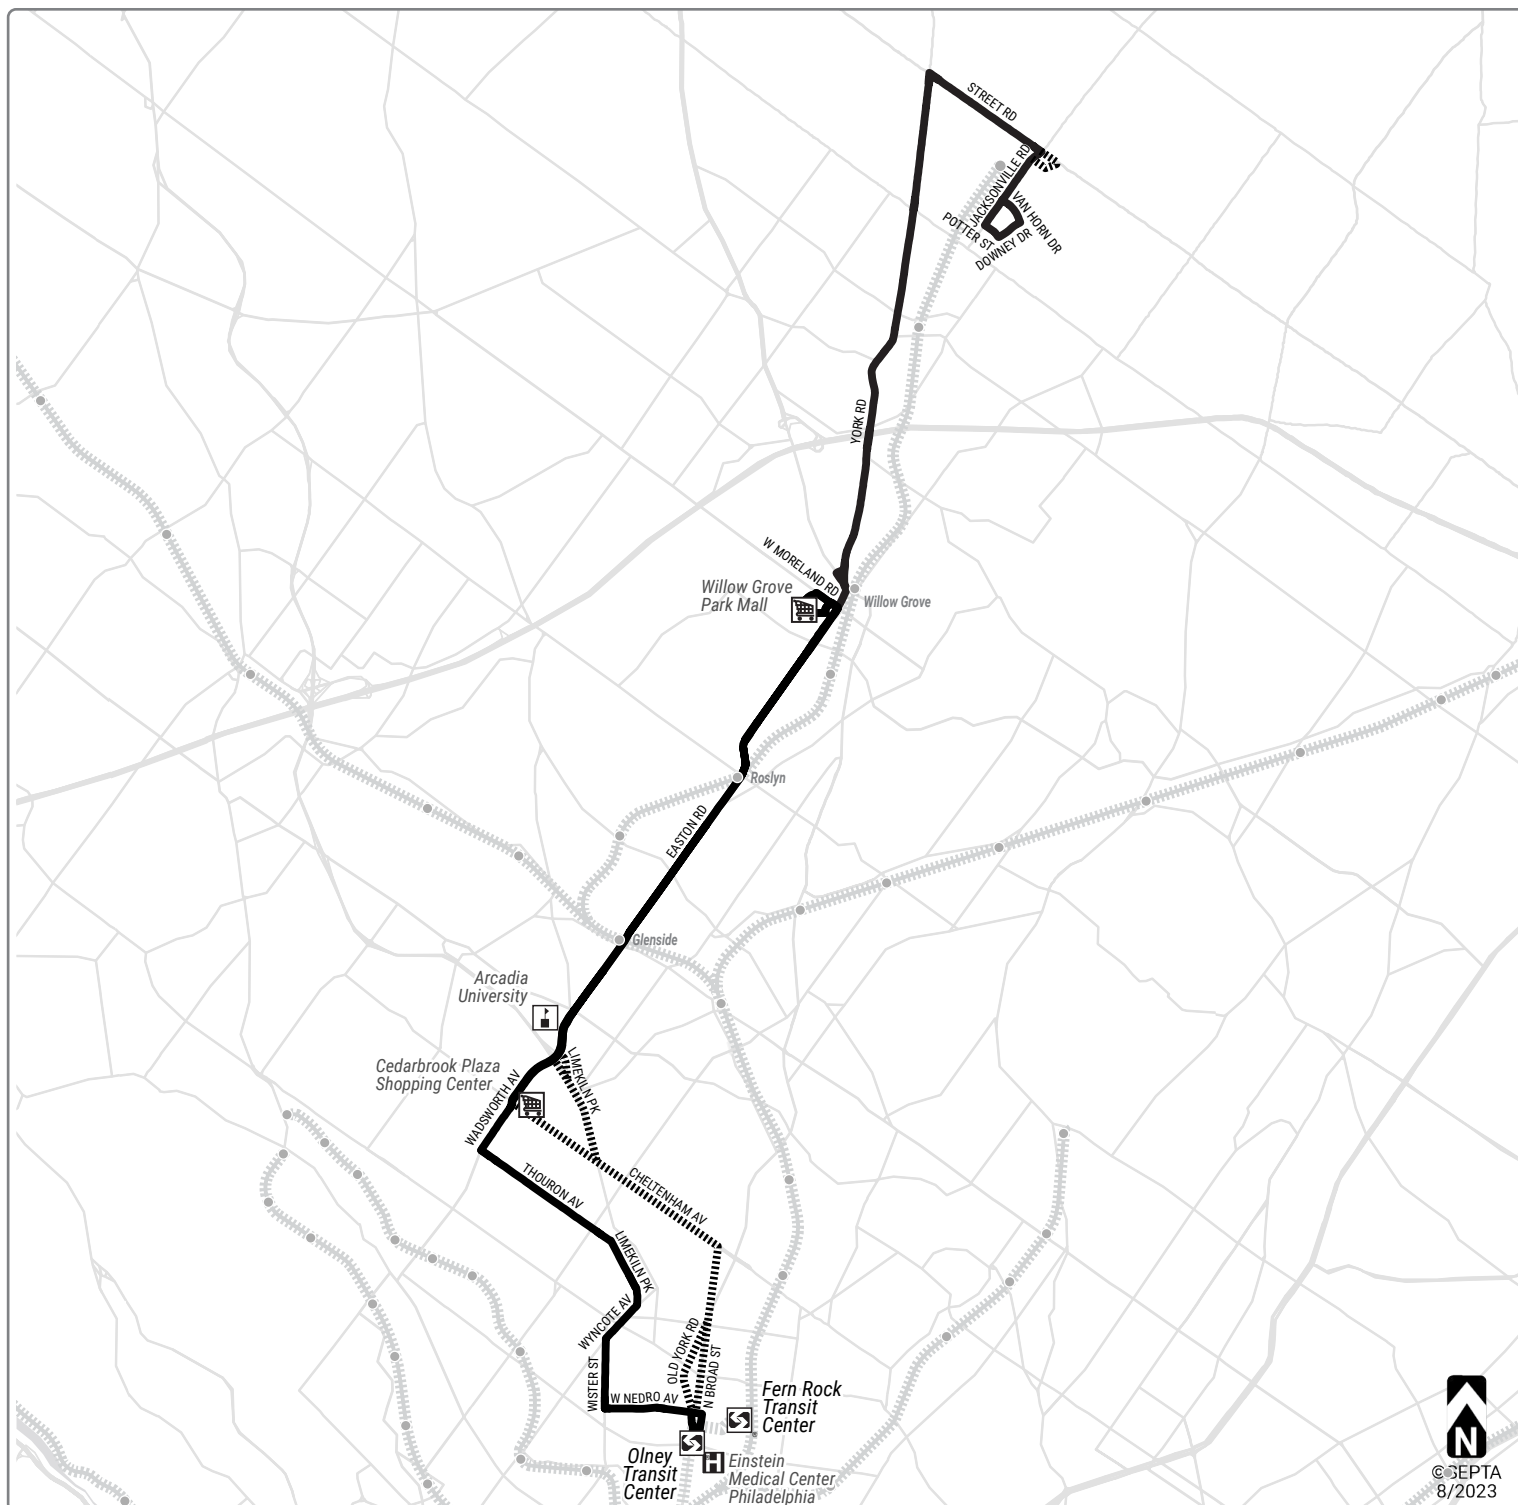 STREET RD
JACKSONVILLE RD
VAN HORN DR
POTTER ST
DOWNEY DR
YORK RD
W MORELAND RD
Willow Grove
Park Mall
Willow Grove
Roslyn
EASTON RD
Glenside
Arcadia
University
LIMEKILN PK
Cedarbrook Plaza
Shopping Center
WADSWORTH AV
THOURON AV
CHELTENHAM AV
LIMEKILN PK
WYNCOTE AV
OLD YORK RD
N BROAD ST
WISTER ST
W NEDRO AV
Fern Rock
Transit
Center
Olney
Transit
Center
H
Einstein
Medical Center
Philadelphia
N
©SEPTA
8/2023